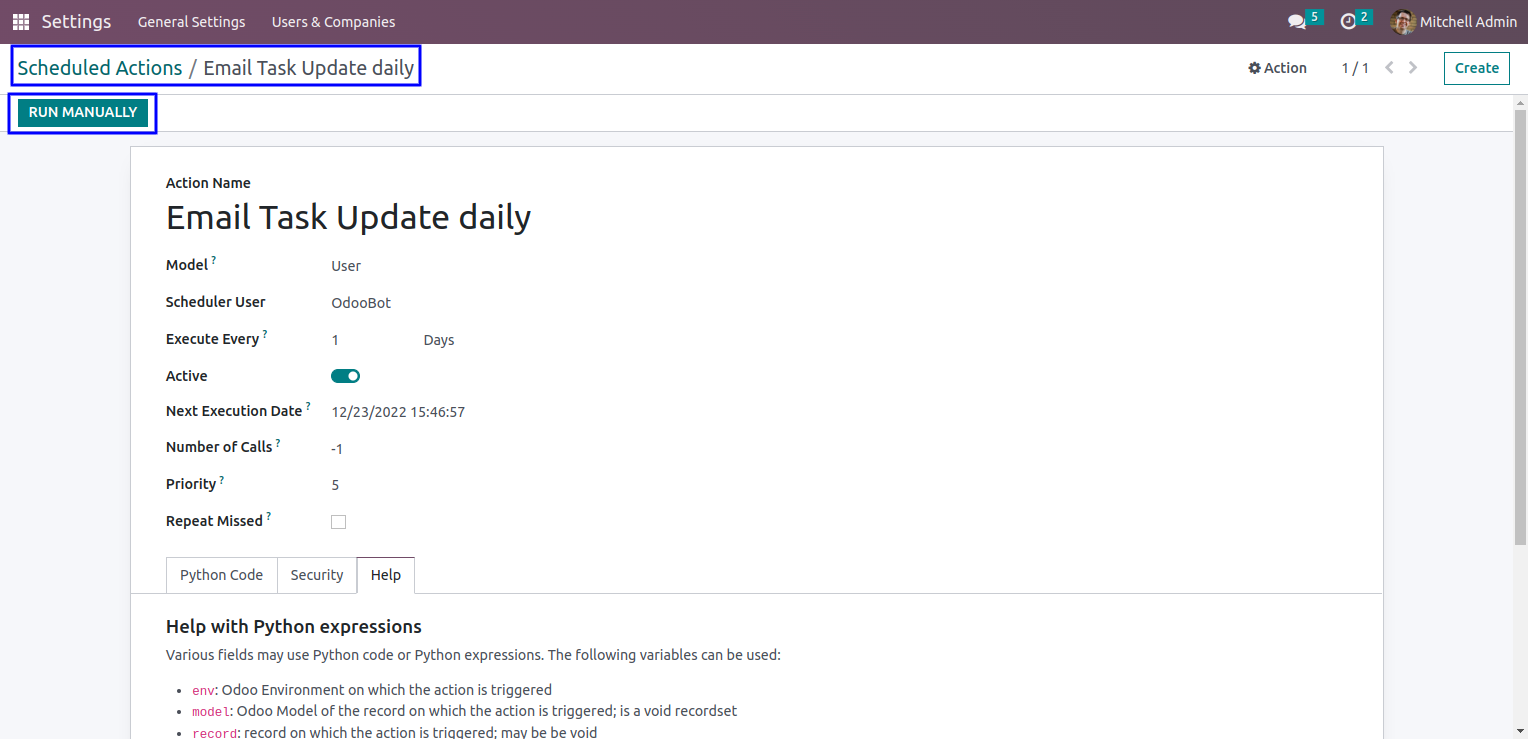 Settings General Settings Users & Companies 5 2 Mitchell Admin
Scheduled Actions / Email Task Update daily Action 1 / 1 Create
RUN MANUALLY
Action Name
Email Task Update daily
Model ? User
Scheduler User OdooBot
Execute Every ? 1 Days
Active
Next Execution Date ? 12/23/2022 15:46:57
Number of Calls ? -1
Priority ? 5
Repeat Missed ?
Python Code Security Help
Help with Python expressions
Various fields may use Python code or Python expressions. The following variables can be used:
• env: Odoo Environment on which the action is triggered
• model: Odoo Model of the record on which the action is triggered; is a void recordset
• record: record on which the action is triggered; may be be void